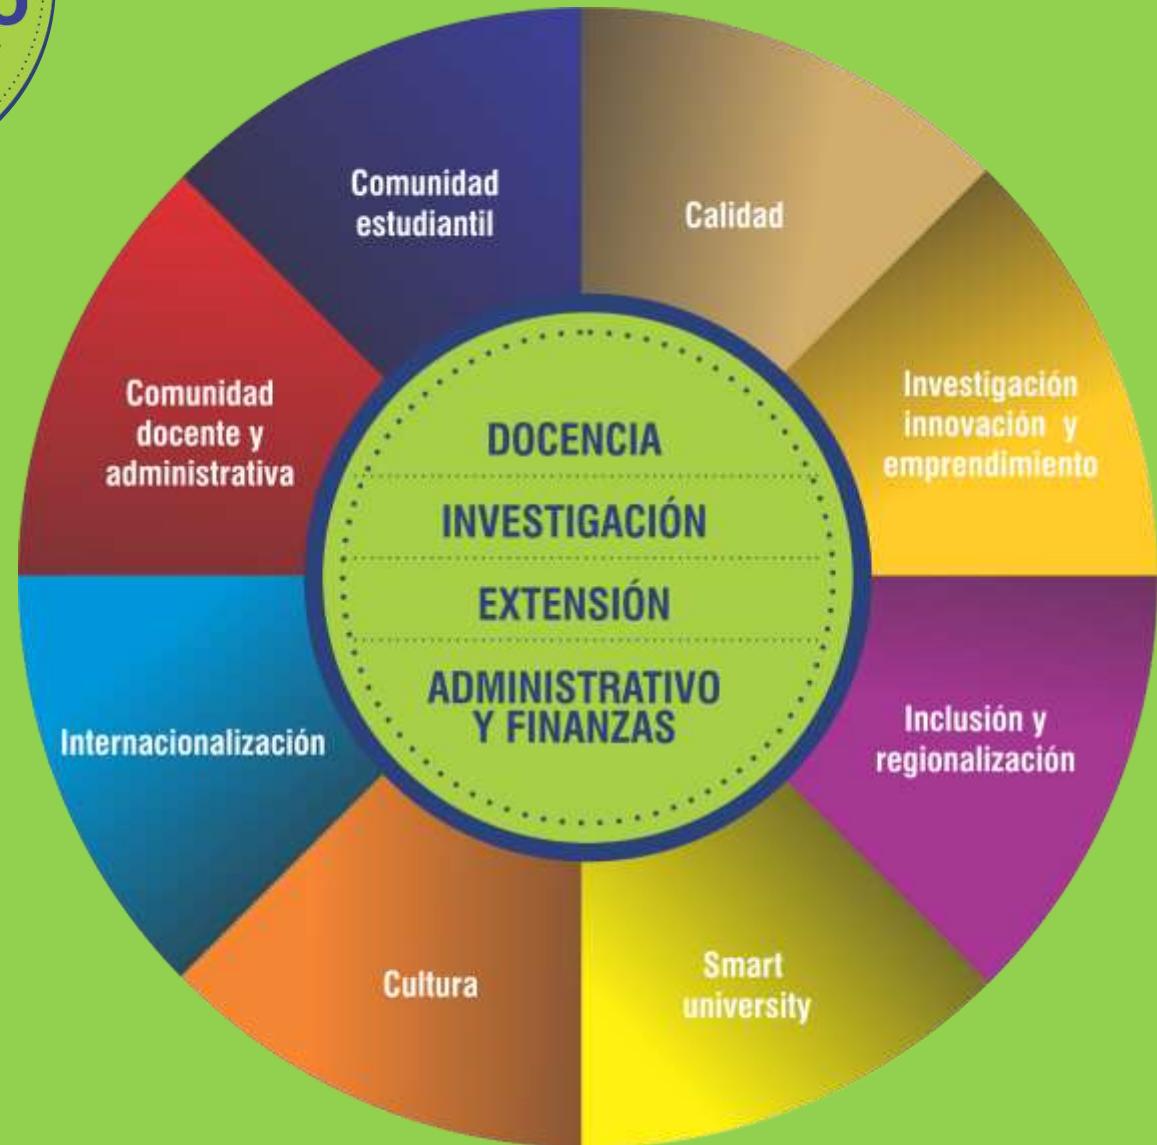 Comunidad
estudiantil
Calidad
Investigación
innovación y
emprendimiento
Inclusión y
regionalización
Smart
university
Cultura
Internacionalización
Comunidad
docente y
administrativa
DOCENCIA
INVESTIGACIÓN
EXTENSIÓN
ADMINISTRATIVO
Y FINANZAS